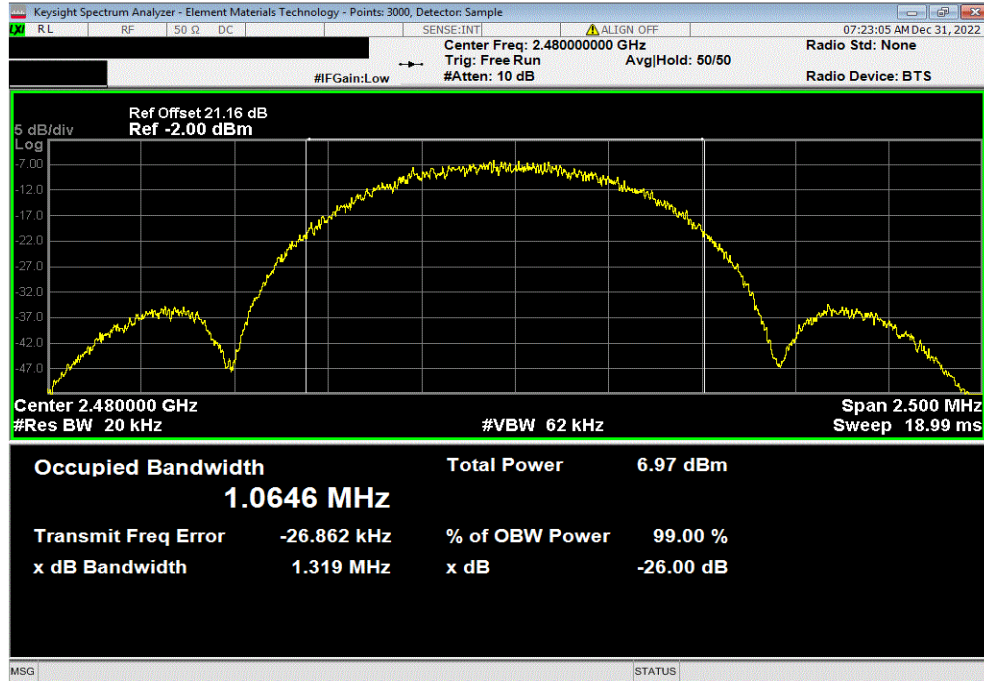 Keysight Spectrum Analyzer - Element Materials Technology - Points: 3000, Detector: Sample
LXI RL RF 50 Ω DC SENSE:INT ALIGN OFF 07:23:05 AM Dec 31, 2022
Center Freq: 2.480000000 GHz Radio Std: None
Trig: Free Run Avg|Hold: 50/50
#IFGain:Low #Atten: 10 dB Radio Device: BTS
Ref Offset 21.16 dB
5 dB/div Ref -2.00 dBm
Log
-7.00
-12.0
-17.0
-22.0
-27.0
-32.0
-37.0
-42.0
-47.0
Center 2.480000 GHz Span 2.500 MHz
#Res BW 20 kHz #VBW 62 kHz Sweep 18.99 ms
Occupied Bandwidth Total Power 6.97 dBm
1.0646 MHz
Transmit Freq Error -26.862 kHz % of OBW Power 99.00 %
x dB Bandwidth 1.319 MHz x dB -26.00 dB
MSG STATUS